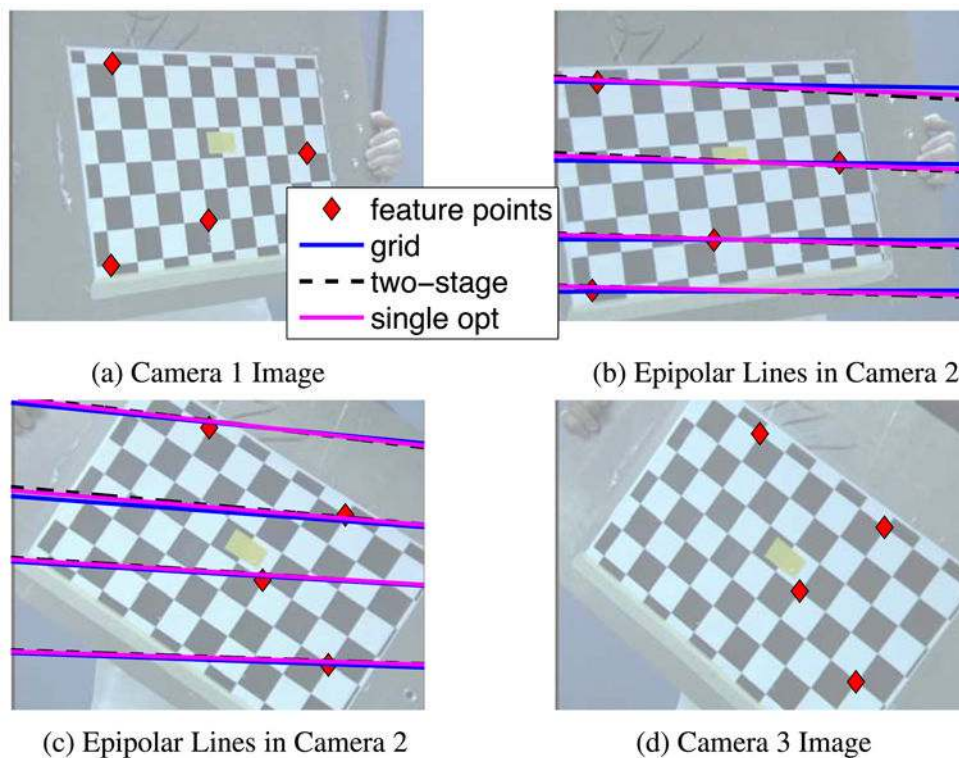 feature points
grid
two-stage
single opt
(a) Camera 1 Image
(b) Epipolar Lines in Camera 2
(c) Epipolar Lines in Camera 2
(d) Camera 3 Image